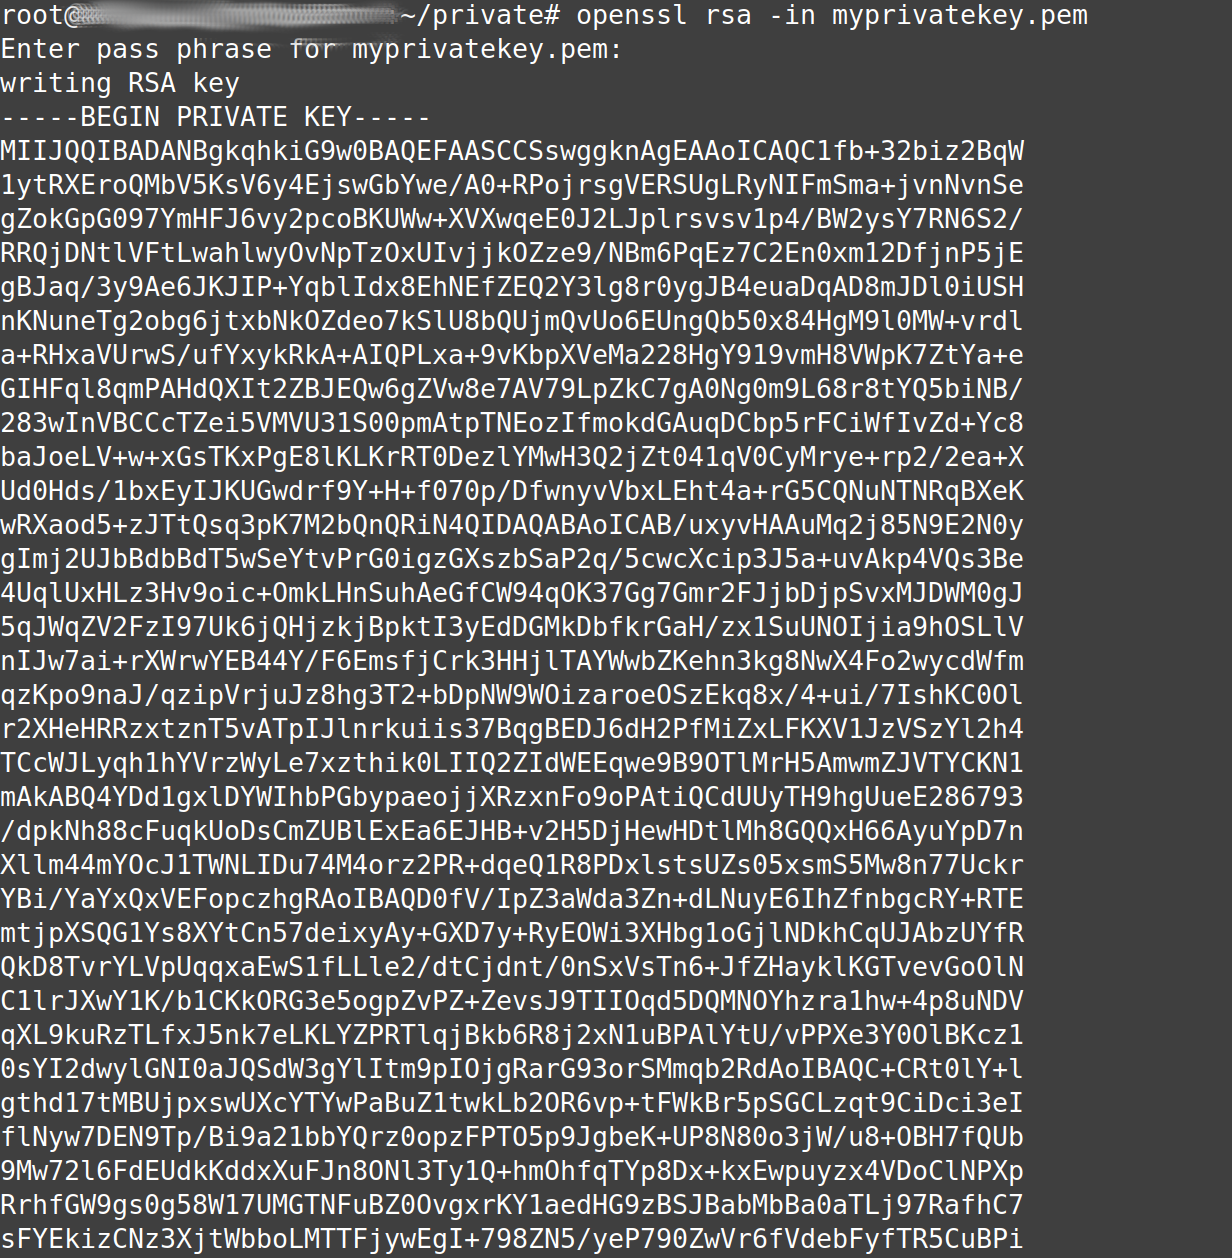 root@ ~/private# openssl rsa -in myprivatekey.pem
Enter pass phrase for myprivatekey.pem:
writing RSA key
-----BEGIN PRIVATE KEY-----
MIIJQQIBADANBgkqhkiG9w0BAQEFAASCCSswggknAgEAAoICAQC1fb+32biz2BqW
1ytRXEroQMbV5KsV6y4EjswGbYwe/A0+RPojrsgVERSUgLRyNIFmSma+jvnNvnSe
gZokGpG097YmHFJ6vy2pcoBKUWw+XVXwqeE0J2LJplrsvsv1p4/BW2ysY7RN6S2/
RRQjDNtlVFtLwahlwyOvNpTzOxUIvjjkOZze9/NBm6PqEz7C2En0xm12DfjnP5jE
gBJaq/3y9Ae6JKJIP+YqblIdx8EhNEfZEQ2Y3lg8r0ygJB4euaDqAD8mJDl0iUSH
nKNuneTg2obg6jtxbNkOZdeo7kSlU8bQUjmQvUo6EUngQb50x84HgM9l0MW+vrdl
a+RHxaVUrwS/ufYxykRkA+AIQPLxa+9vKbpXVeMa228HgY919vmH8VWpK7ZtYa+e
GIHFql8qmPAHdQXIt2ZBJEQw6gZVw8e7AV79LpZkC7gA0Ng0m9L68r8tYQ5biNB/
283wInVBCCcTZei5VMVU31S00pmAtpTNEozIfmokdGAuqDCbp5rFCiWfIvZd+Yc8
baJoeLV+w+xGsTKxPgE8lKLKrRT0DezlYMwH3Q2jZt041qV0CyMrye+rp2/2ea+X
Ud0Hds/1bxEyIJKUGwdrf9Y+H+f070p/DfwnyvVbxLEht4a+rG5CQNuNTNRqBXeK
wRXaod5+zJTtQsq3pK7M2bQnQRiN4QIDAQABAoICAB/uxyvHAAuMq2j85N9E2N0y
gImj2UJbBdbBdT5wSeYtvPrG0igzGXszbSaP2q/5cwcXcip3J5a+uvAkp4VQs3Be
4UqlUxHLz3Hv9oic+OmkLHnSuhAeGfCW94qOK37Gg7Gmr2FJjbDjpSvxMJDWM0gJ
5qJWqZV2FzI97Uk6jQHjzkjBpktI3yEdDGMkDbfkrGaH/zx1SuUNOIjia9hOSLlV
nIJw7ai+rXWrwYEB44Y/F6EmsfjCrk3HHjlTAYWwbZKehn3kg8NwX4Fo2wycdWfm
qzKpo9naJ/qzipVrjuJz8hg3T2+bDpNW9WOizaroeOSzEkq8x/4+ui/7IshKC0Ol
r2XHeHRRzxtznT5vATpIJlnrkuiis37BqgBEDJ6dH2PfMiZxLFKXV1JzVSzYl2h4
TCcWJLyqh1hYVrzWyLe7xzthik0LIIQ2ZIdWEEqwe9B9OTlMrH5AmwmZJVTYCKN1
mAkABQ4YDd1gxlDYWIhbPGbypaeojjXRzxnFo9oPAtiQCdUUyTH9hgUueE286793
/dpkNh88cFuqkUoDsCmZUBlExEa6EJHB+v2H5DjHewHDtlMh8GQQxH66AyuYpD7n
Xllm44mYOcJ1TWNLIDu74M4orz2PR+dqeQ1R8PDxlstsUZs05xsmS5Mw8n77Uckr
YBi/YaYxQxVEFopczhgRAoIBAQD0fV/IpZ3aWda3Zn+dLNuyE6IhZfnbgcRY+RTE
mtjpXSQG1Ys8XYtCn57deixyAy+GXD7y+RyEOWi3XHbg1oGjlNDkhCqUJAbzUYfR
QkD8TvrYLVpUqqxaEwS1fLLle2/dtCjdnt/0nSxVsTn6+JfZHayklKGTvevGoOlN
C1lrJXwY1K/b1CKkORG3e5ogpZvPZ+ZevsJ9TIIOqd5DQMNOYhzra1hw+4p8uNDV
qXL9kuRzTLfxJ5nk7eLKLYZPRTlqjBkb6R8j2xN1uBPAlYtU/vPPXe3Y0OlBKcz1
0sYI2dwylGNI0aJQSdW3gYlItm9pIOjgRarG93orSMmqb2RdAoIBAQC+CRt0lY+l
gthd17tMBUjpxswUXcYTYwPaBuZ1twkLb2OR6vp+tFWkBr5pSGCLzqt9CiDci3eI
flNyw7DEN9Tp/Bi9a21bbYQrz0opzFPTO5p9JgbeK+UP8N80o3jW/u8+OBH7fQUb
9Mw72l6FdEUdkKddxXuFJn8ONl3Ty1Q+hmOhfqTYp8Dx+kxEwpuyzx4VDoClNPXp
RrhfGW9gs0g58W17UMGTNFuBZ0OvgxrKY1aedHG9zBSJBabMbBa0aTLj97RafhC7
sFYEkizCNz3XjtWbboLMTTFjywEgI+798ZN5/yeP790ZwVr6fVdebFyfTR5CuBPi